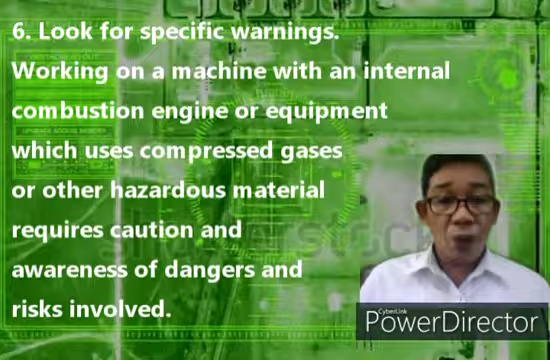 6. Look for specific warnings.
Working on a machine with an internal
combustion engine or equipment
which uses compressed gases
or other hazardous material
requires caution and
awareness of dangers and
risks involved.
CyberLink
PowerDirector